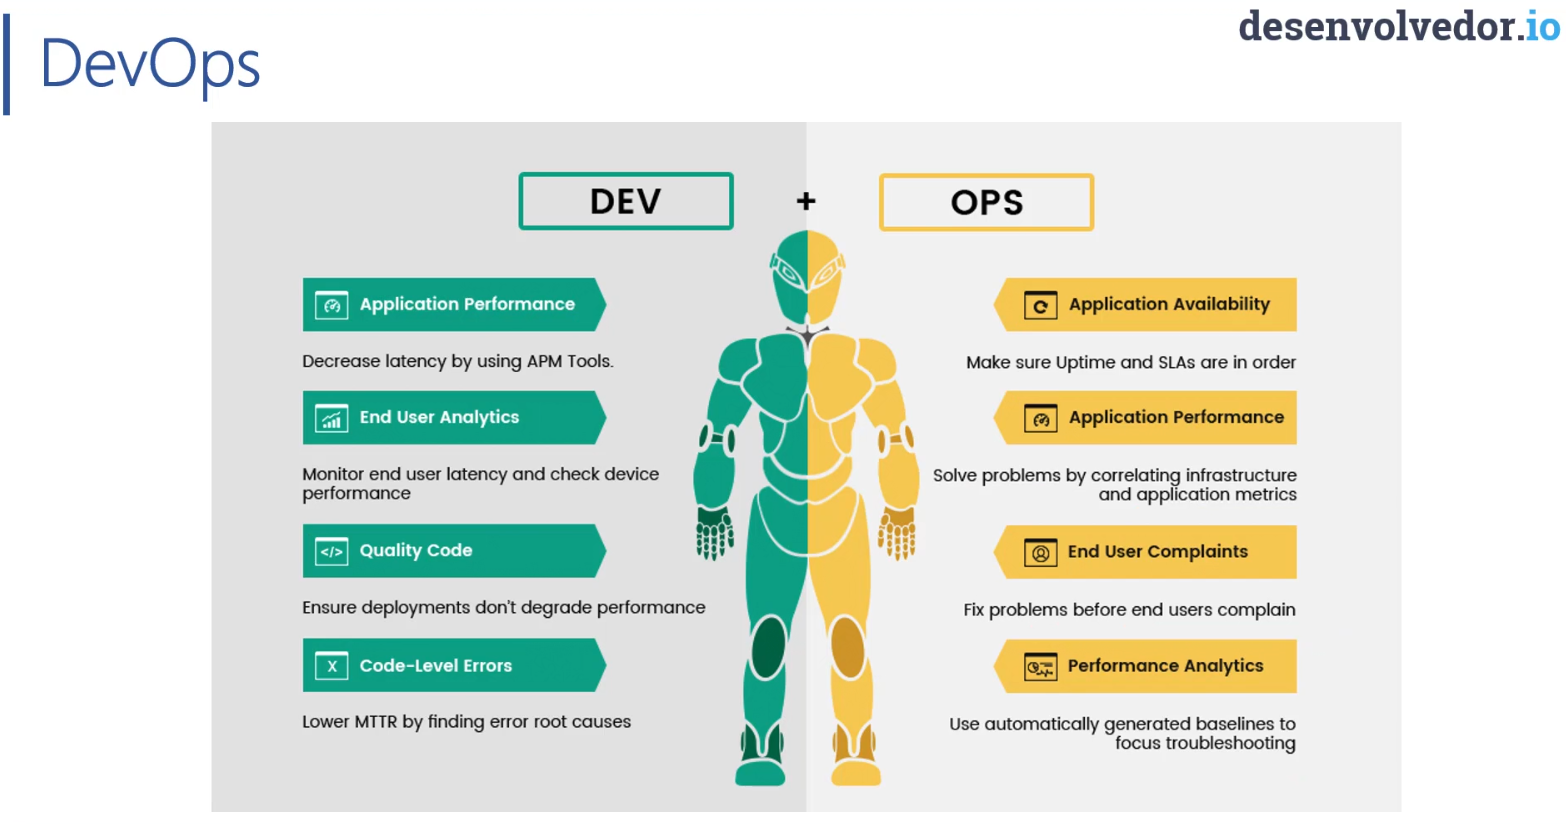 DevOps
desenvolvedor.io
DEV + OPS
Application Performance
Decrease latency by using APM Tools.
End User Analytics
Monitor end user latency and check device
performance
</> Quality Code
Ensure deployments don't degrade performance
X Code-Level Errors
Lower MTTR by finding error root causes
Application Availability
Make sure Uptime and SLAs are in order
Application Performance
Solve problems by correlating infrastructure
and application metrics
End User Complaints
Fix problems before end users complain
Performance Analytics
Use automatically generated baselines to
focus troubleshooting